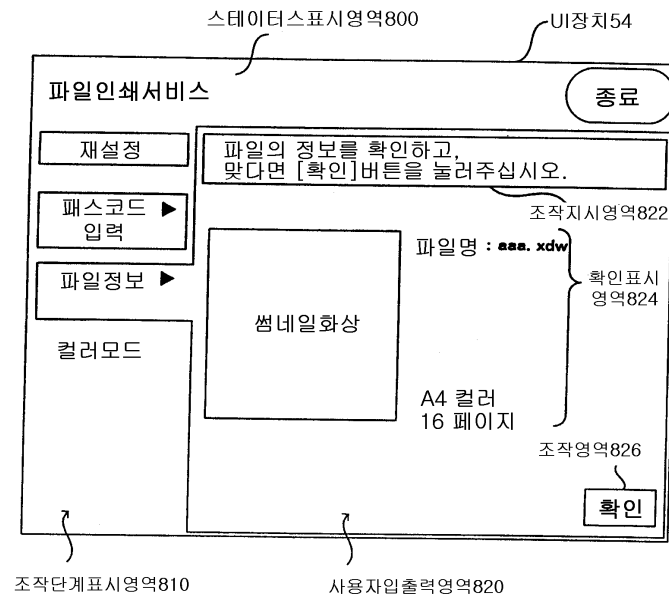 스테이터스표시영역800
UI장치54
파일인쇄서비스
종료
재설정
파일의 정보를 확인하고,
맞다면 [확인]버튼을 눌러주십시오.
조작지시영역822
패스코드 ▶
입력
파일정보 ▶
컬러모드
썸네일화상
파일명 : aaa. xdw
확인표시
영역824
A4 컬러
16 페이지
조작영역826
확인
조작단계표시영역810
사용자입출력영역820